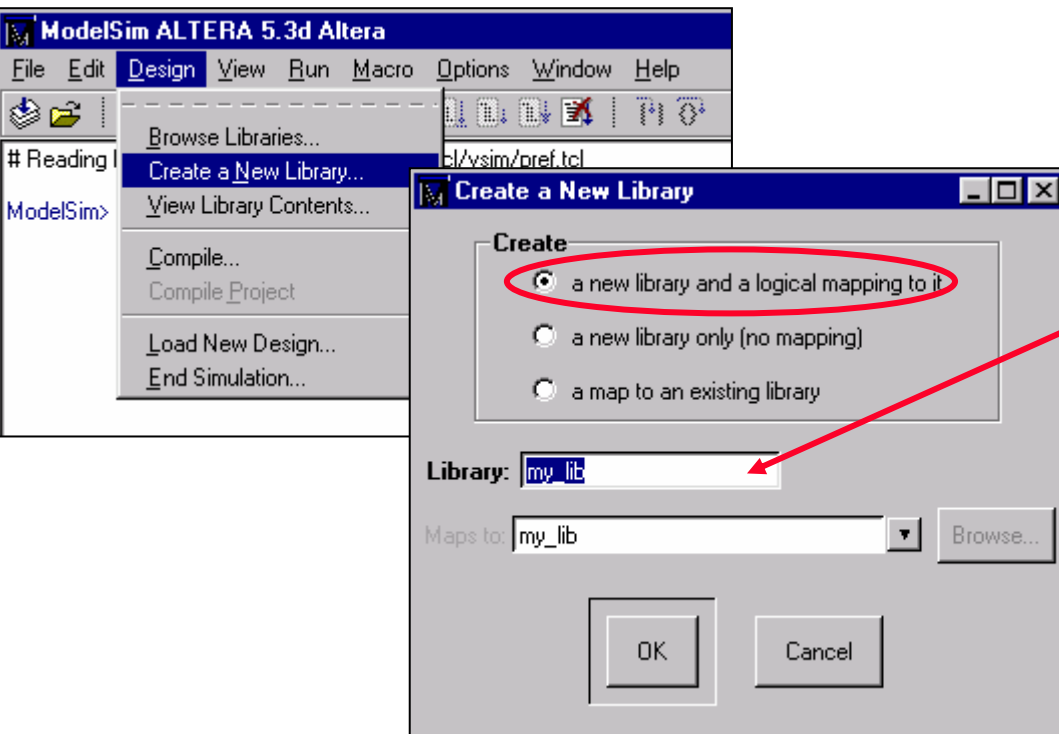 ModelSim ALTERA 5.3d Altera
File Edit Design View Run Macro Options Window Help
Browse Libraries...
# Reading cl/vsim/pref.tcl
Create a New Library...
ModelSim>
View Library Contents...
Compile...
Compile Project
Load New Design...
End Simulation...
Create a New Library
Create
a new library and a logical mapping to it
a new library only (no mapping)
a map to an existing library
Library: my_lib
Maps to: my_lib Browse...
OK Cancel